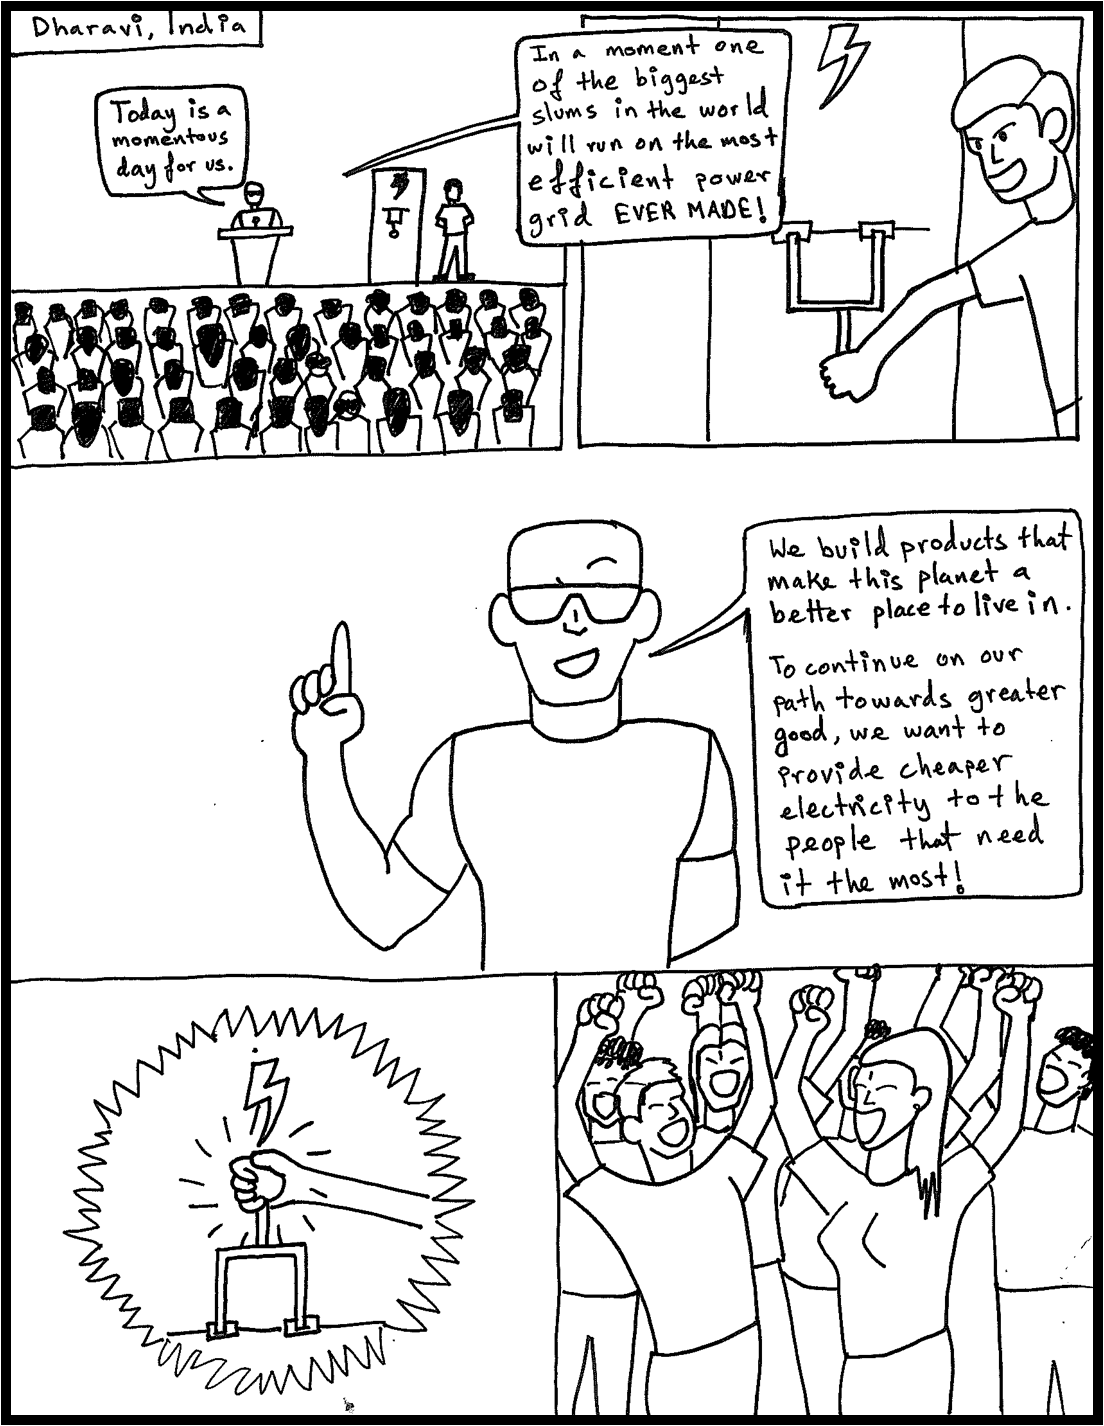 Dharavi, India
Today is a
momentous
day for us.
In a moment one
of the biggest
slums in the world
will run on the most
efficient power
grid EVER MADE!
We build products that
make this planet a
better place to live in.
To continue on our
path towards greater
good, we want to
provide cheaper
electricity to the
people that need
it the most!